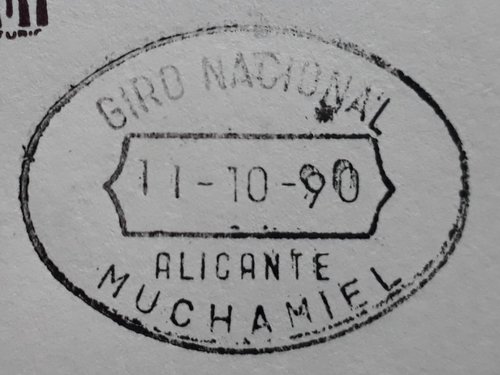 GIRO NACIONAL
11-10-90
ALICANTE
MUCHAMIEL